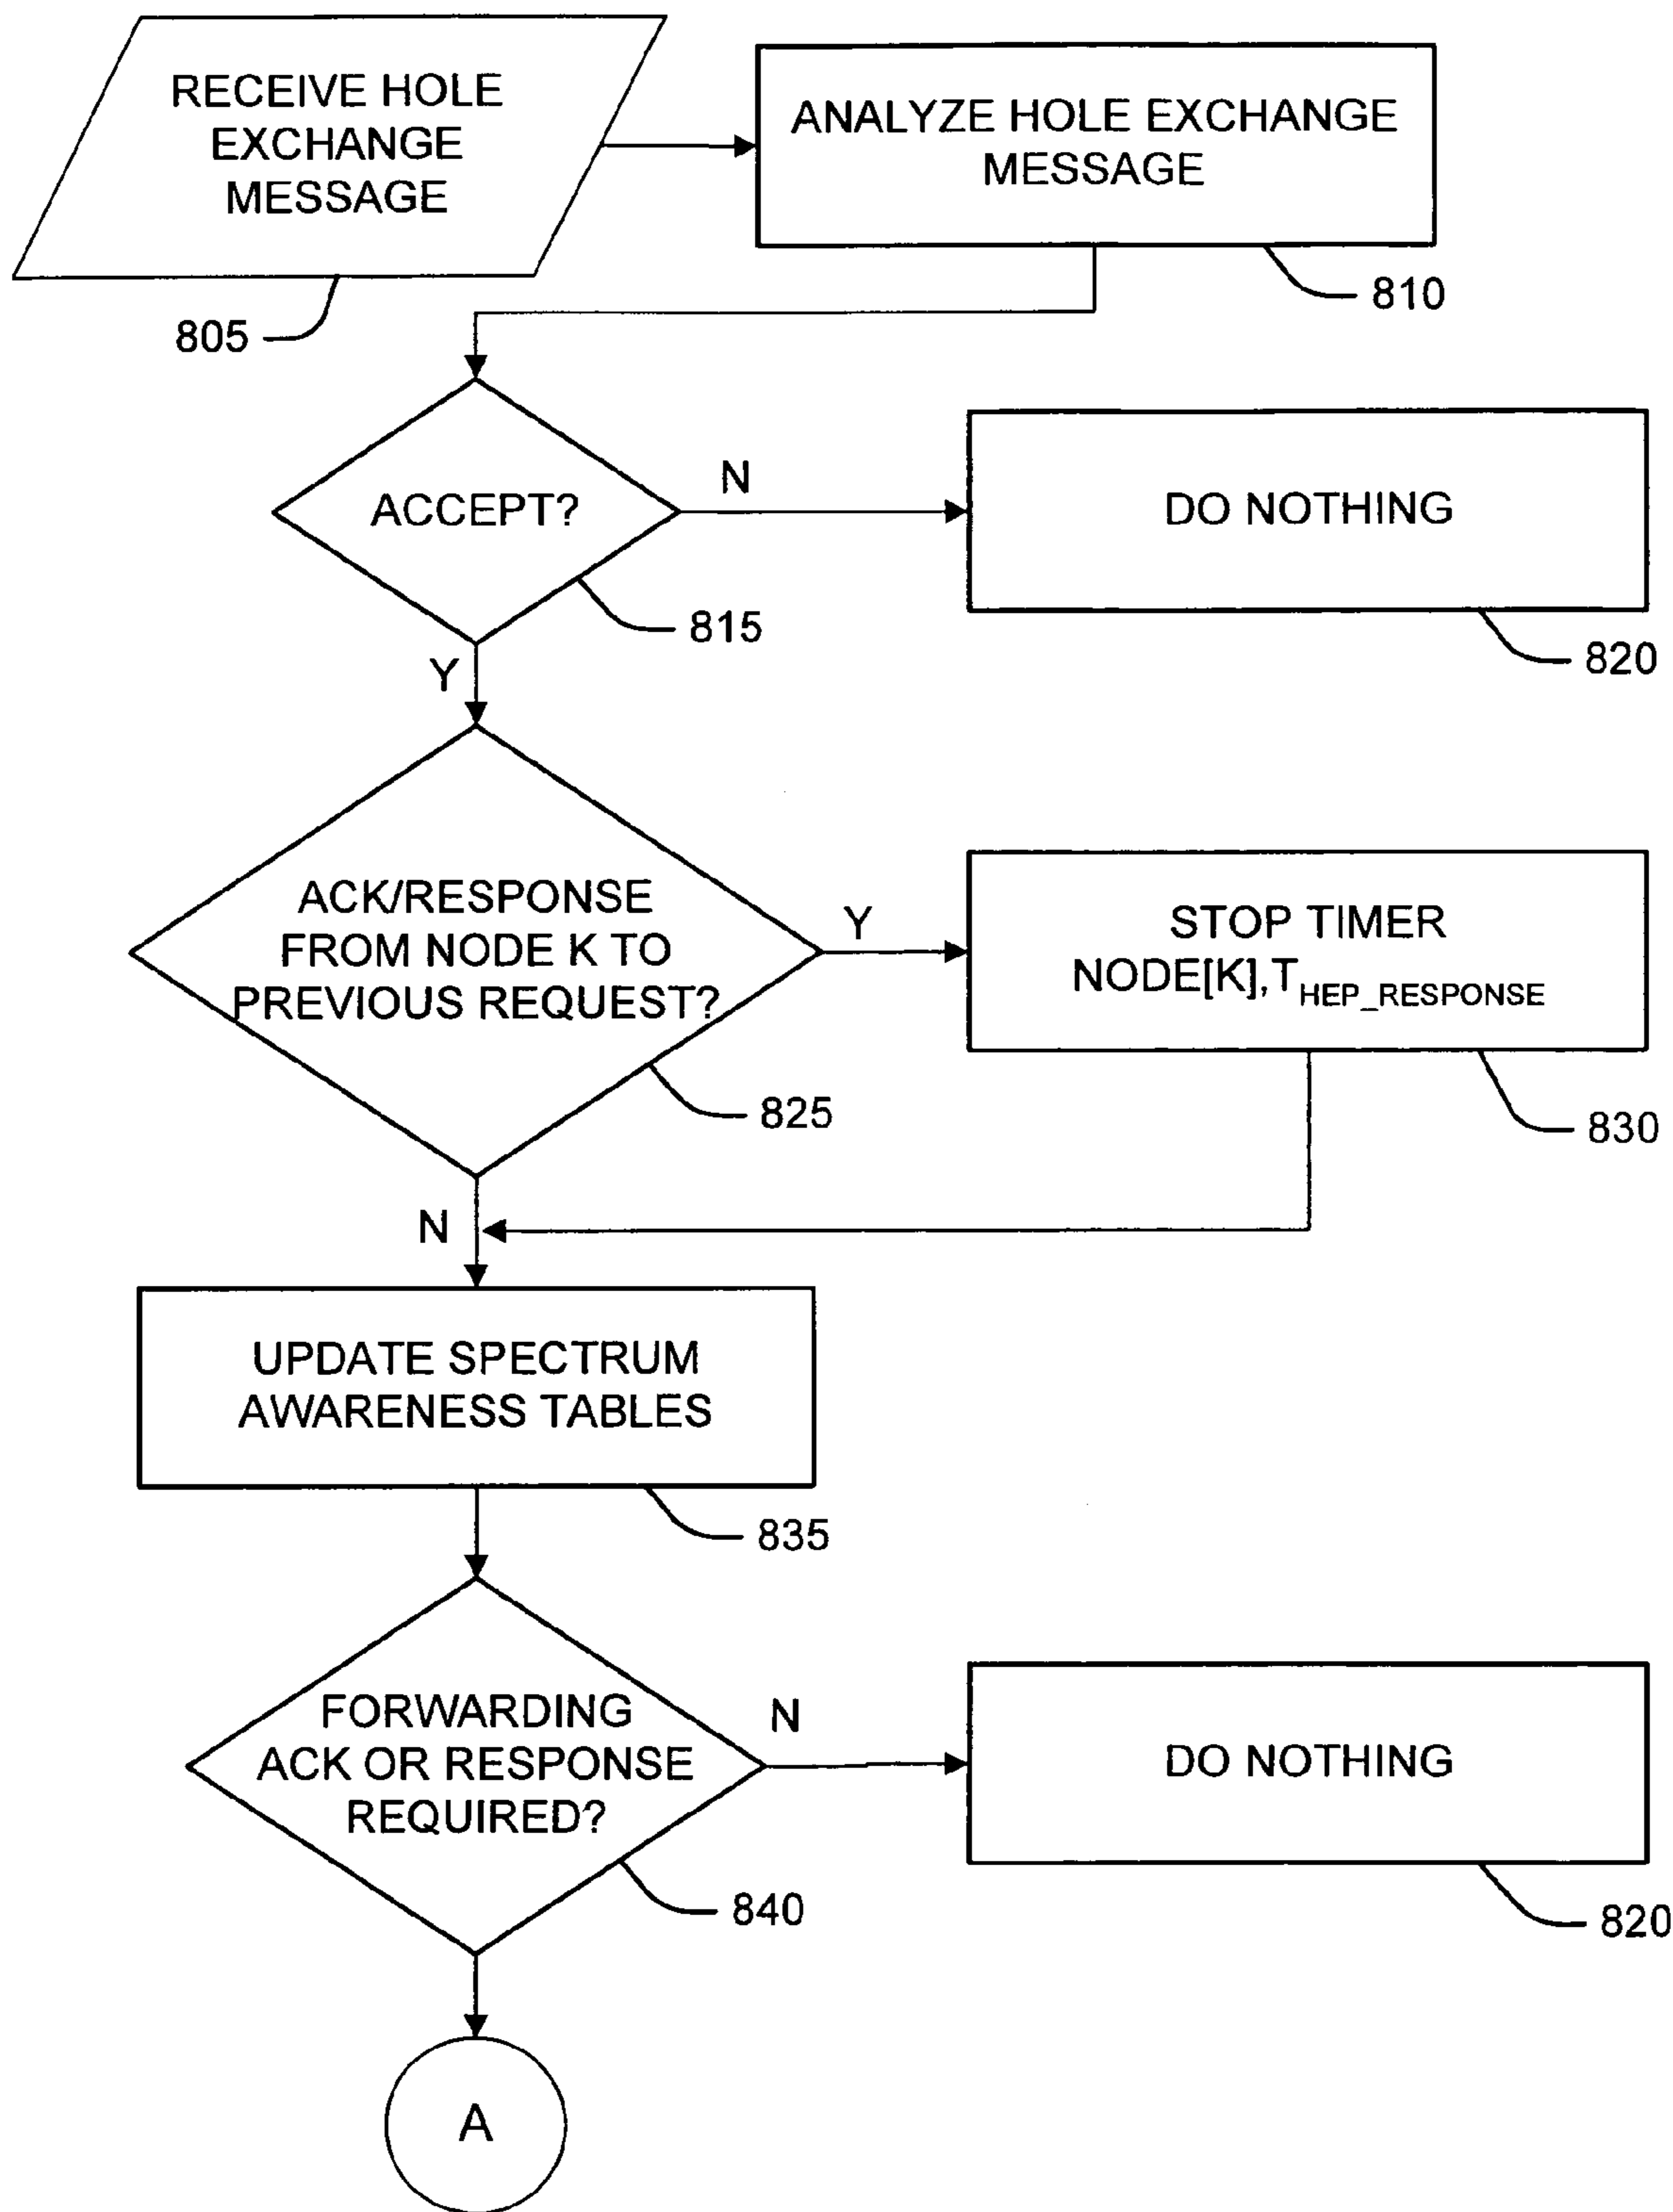 RECEIVE HOLE
EXCHANGE
MESSAGE
805
ANALYZE HOLE EXCHANGE
MESSAGE
810
ACCEPT?
815
N
DO NOTHING
820
Y
ACK/RESPONSE
FROM NODE K TO
PREVIOUS REQUEST?
825
Y
STOP TIMER
NODE[K],T HEP_RESPONSE
830
N
UPDATE SPECTRUM
AWARENESS TABLES
835
FORWARDING
ACK OR RESPONSE
REQUIRED?
840
N
DO NOTHING
820
A